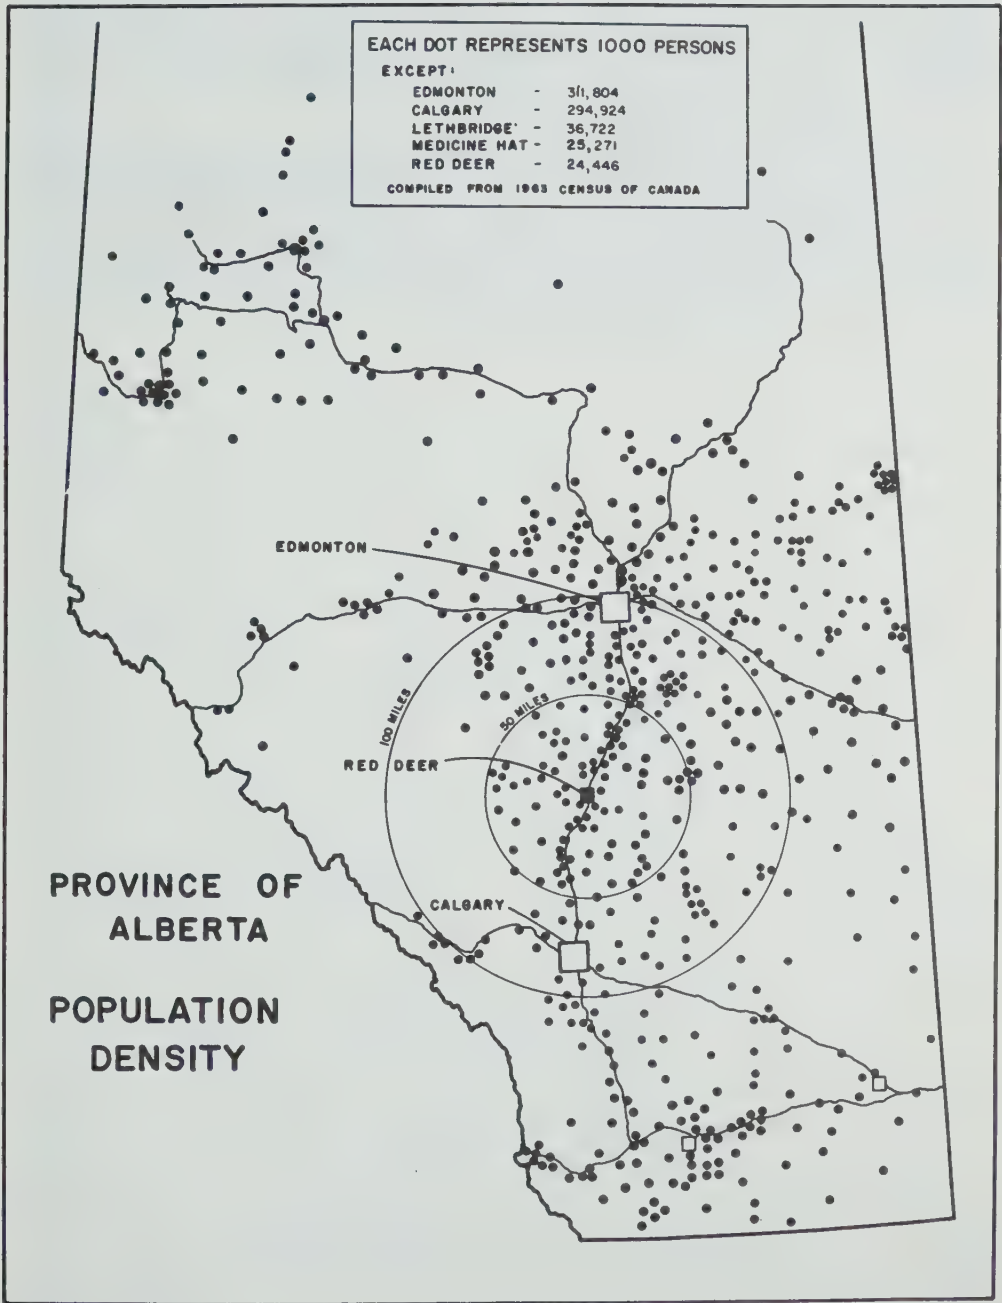 EACH DOT REPRESENTS 1000 PERSONS
EXCEPT:
EDMONTON - 311,804
CALGARY - 294,924
LETHBRIDGE - 36,722
MEDICINE HAT - 25,271
RED DEER - 24,446
COMPILED FROM 1963 CENSUS OF CANADA
EDMONTON
100 MILES
50 MILES
RED DEER
CALGARY
PROVINCE OF
ALBERTA
POPULATION
DENSITY